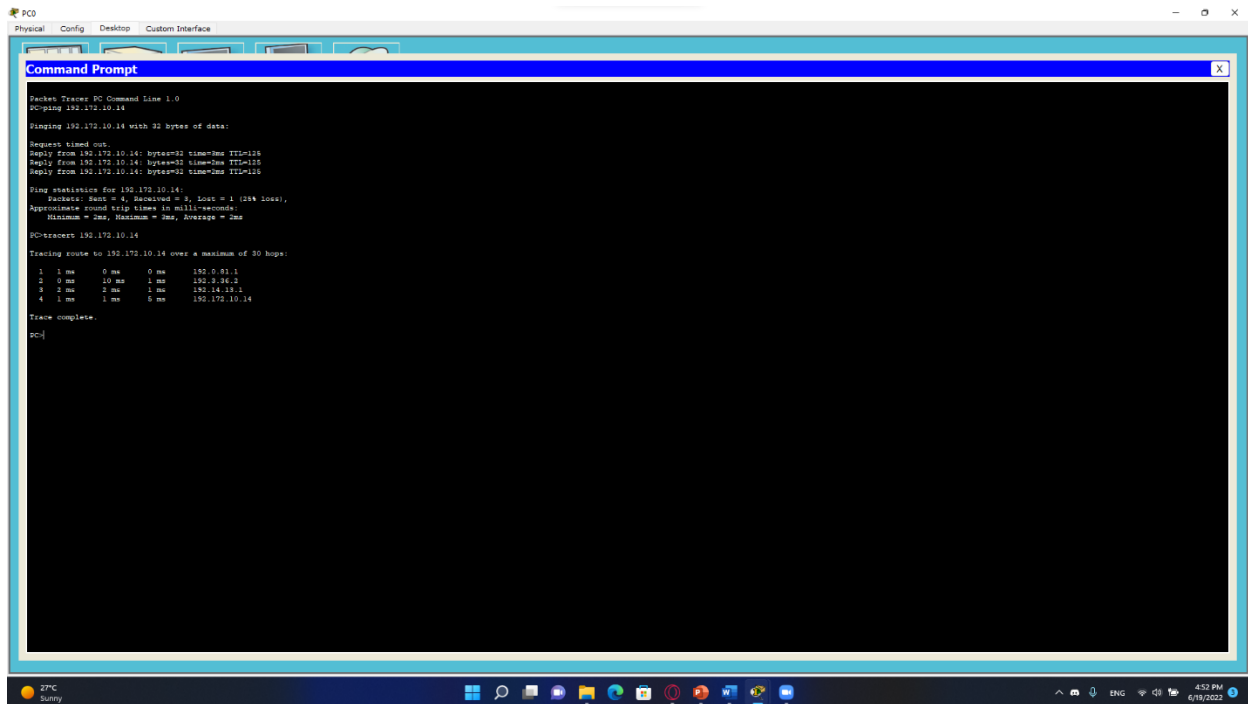 PC0
Physical Config Desktop Custom Interface
Command Prompt
X
Packet Tracer PC Command Line 1.0
PC>ping 192.172.10.14
Pinging 192.172.10.14 with 32 bytes of data:
Request timed out.
Reply from 192.172.10.14: bytes=32 time=3ms TTL=125
Reply from 192.172.10.14: bytes=32 time=2ms TTL=125
Reply from 192.172.10.14: bytes=32 time=2ms TTL=125
Ping statistics for 192.172.10.14:
Packets: Sent = 4, Received = 3, Lost = 1 (25% loss),
Approximate round trip times in milli-seconds:
Minimum = 2ms, Maximum = 3ms, Average = 2ms
PC>tracert 192.172.10.14
Tracing route to 192.172.10.14 over a maximum of 30 hops:
1 1 ms 0 ms 0 ms 192.0.81.1
2 0 ms 10 ms 1 ms 192.3.36.2
3 2 ms 2 ms 1 ms 192.14.13.1
4 1 ms 1 ms 5 ms 192.172.10.14
Trace complete.
PC>
27°C
Sunny
ENG
4:52 PM
6/19/2022